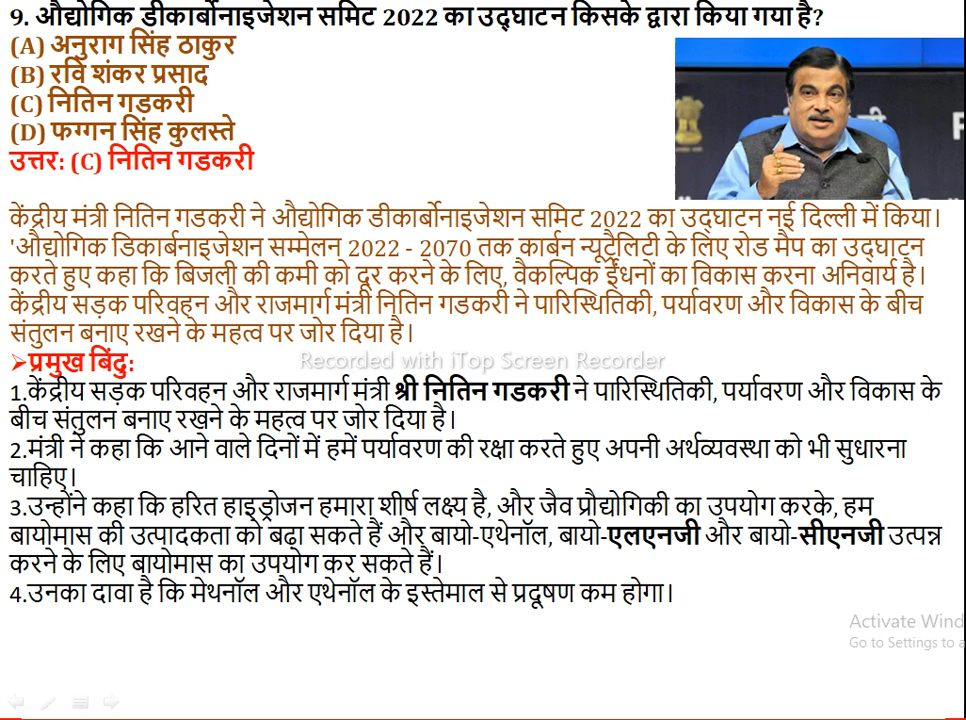 9. औद्योगिक डीकार्बोनाइजेशन समिट 2022 का उद्घाटन किसके द्वारा किया गया है?
(A) अनुराग सिंह ठाकुर
(B) रवि शंकर प्रसाद
(C) नितिन गडकरी
(D) फग्गन सिंह कुलस्ते
उत्तर: (C) नितिन गडकरी
केंद्रीय मंत्री नितिन गडकरी ने औद्योगिक डीकार्बोनाइजेशन समिट 2022 का उद्घाटन नई दिल्ली में किया।
'औद्योगिक डिकार्बनाइजेशन सम्मेलन 2022 - 2070 तक कार्बन न्यूट्रैलिटी के लिए रोड मैप का उद्घाटन
करते हुए कहा कि बिजली की कमी को दूर करने के लिए, वैकल्पिक ईंधनों का विकास करना अनिवार्य है।
केंद्रीय सड़क परिवहन और राजमार्ग मंत्री नितिन गडकरी ने पारिस्थितिकी, पर्यावरण और विकास के बीच
संतुलन बनाए रखने के महत्व पर जोर दिया है।
➢प्रमुख बिंदु:
Recorded with iTop Screen Recorder
1.केंद्रीय सड़क परिवहन और राजमार्ग मंत्री श्री नितिन गडकरी ने पारिस्थितिकी, पर्यावरण और विकास के
बीच संतुलन बनाए रखने के महत्व पर जोर दिया है।
2.मंत्री ने कहा कि आने वाले दिनों में हमें पर्यावरण की रक्षा करते हुए अपनी अर्थव्यवस्था को भी सुधारना
चाहिए।
3.उन्होंने कहा कि हरित हाइड्रोजन हमारा शीर्ष लक्ष्य है, और जैव प्रौद्योगिकी का उपयोग करके, हम
बायोमास की उत्पादकता को बढ़ा सकते हैं और बायो-एथेनॉल, बायो-एलएनजी और बायो-सीएनजी उत्पन्न
करने के लिए बायोमास का उपयोग कर सकते हैं।
4.उनका दावा है कि मेथनॉल और एथेनॉल के इस्तेमाल से प्रदूषण कम होगा।
Activate Wind
Go to Settings to a